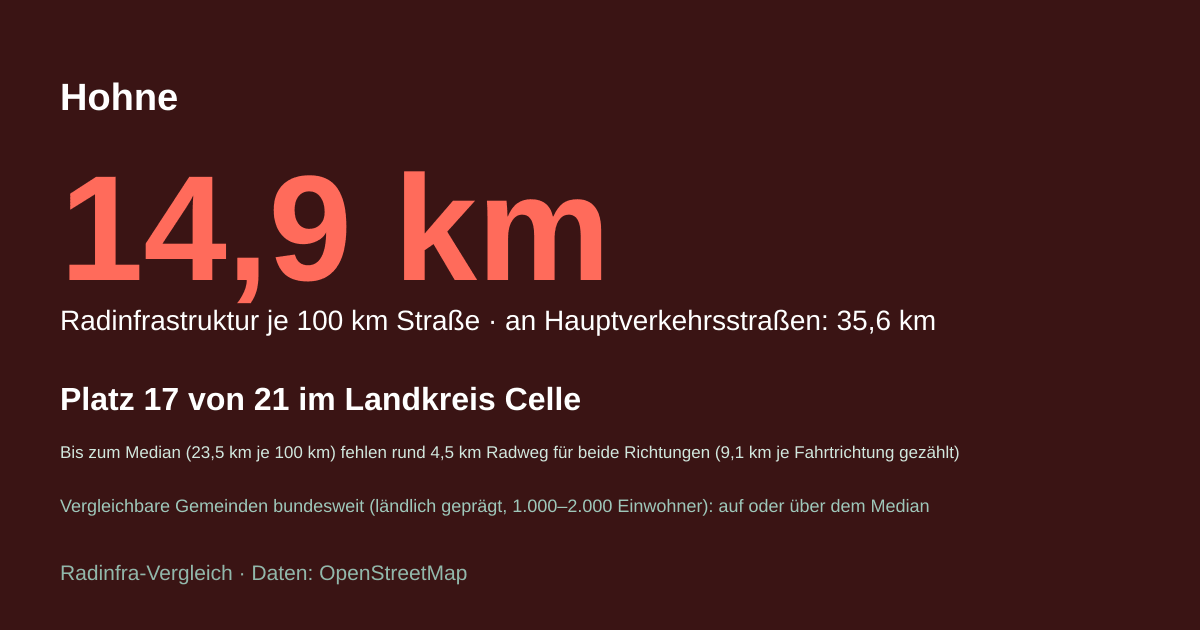 Hohne
14,9 km
Radinfrastruktur je 100 km Straße · an Hauptverkehrsstraßen: 35,6 km
Platz 17 von 21 im Landkreis Celle
Bis zum Median (23,5 km je 100 km) fehlen rund 4,5 km Radweg für beide Richtungen (9,1 km je Fahrtrichtung gezählt)
Vergleichbare Gemeinden bundesweit (ländlich geprägt, 1.000–2.000 Einwohner): auf oder über dem Median
Radinfra-Vergleich · Daten: OpenStreetMap